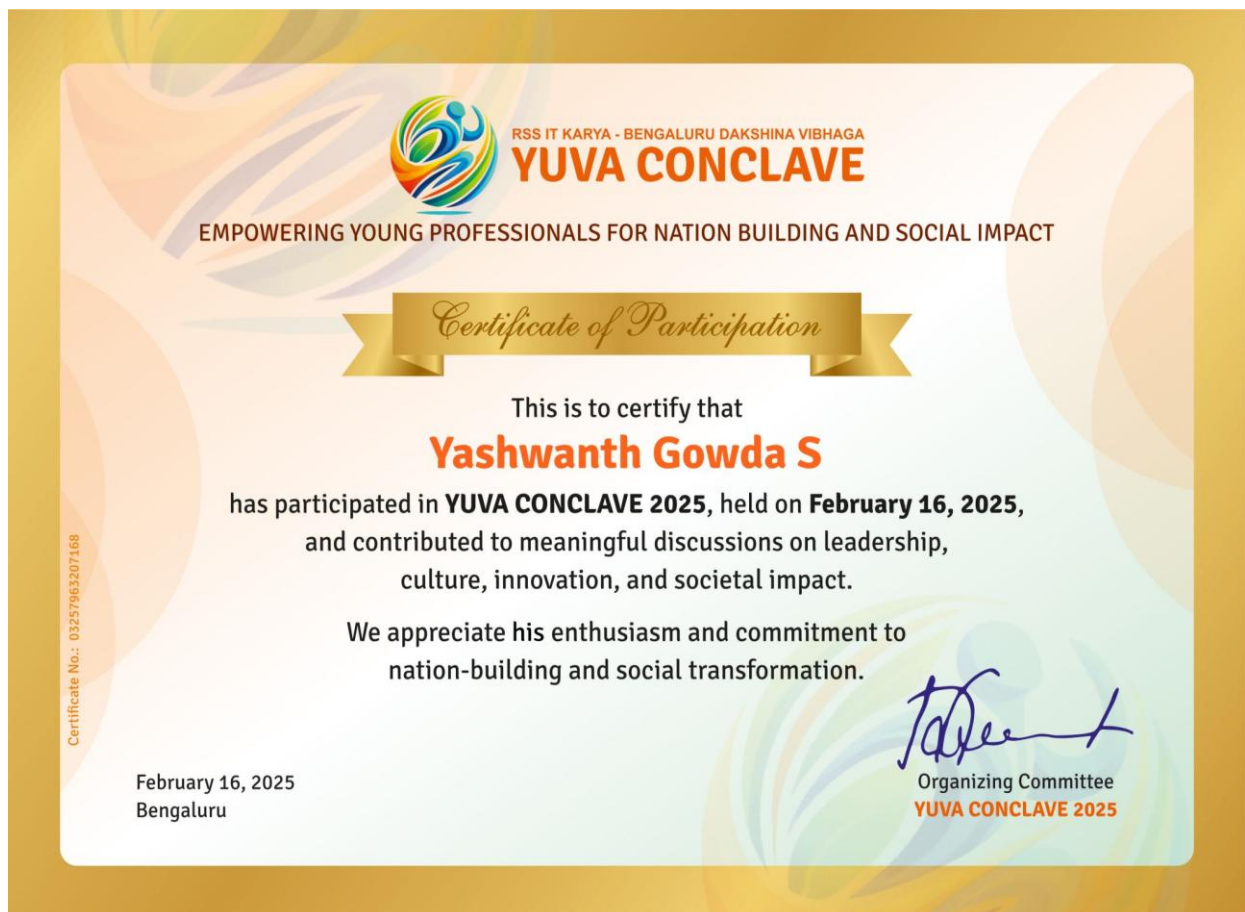 RSS IT KARYA - BENGALURU DAKSHINA VIBHAGA
YUVA CONCLAVE
EMPOWERING YOUNG PROFESSIONALS FOR NATION BUILDING AND SOCIAL IMPACT
Certificate of Participation
This is to certify that
Yashwanth Gowda S
has participated in YUVA CONCLAVE 2025, held on February 16, 2025,
and contributed to meaningful discussions on leadership,
culture, innovation, and societal impact.
We appreciate his enthusiasm and commitment to
nation-building and social transformation.
Certificate No.: 03257963207168
February 16, 2025
Bengaluru
Organizing Committee
YUVA CONCLAVE 2025